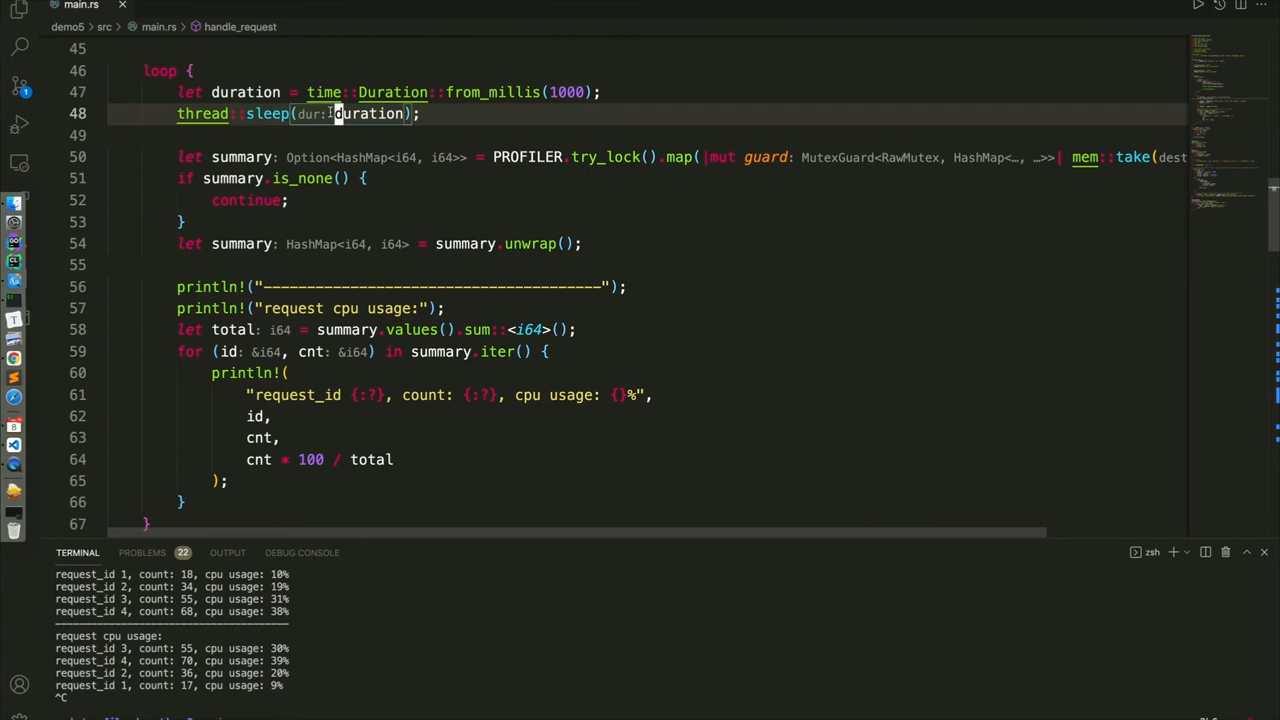 main.rs
demo5 > src > main.rs > handle_request
45
46 loop {
47 let duration = time::Duration::from_millis(1000);
48 thread::sleep(dur: duration);
49
50 let summary: Option<HashMap<i64, i64>> = PROFILER.try_lock().map(|mut guard: MutexGuard<RawMutex, HashMap<…, …>>| mem::take(dest
51 if summary.is_none() {
52 continue;
53 }
54 let summary: HashMap<i64, i64> = summary.unwrap();
55
56 println!("---------------------------------------");
57 println!("request cpu usage:");
58 let total: i64 = summary.values().sum::<i64>();
59 for (id: &i64, cnt: &i64) in summary.iter() {
60 println!(
61 "request_id {:?}, count: {:?}, cpu usage: {}%",
62 id,
63 cnt,
64 cnt * 100 / total
65 );
66 }
67 }
TERMINAL PROBLEMS 22 OUTPUT DEBUG CONSOLE zsh
request_id 1, count: 18, cpu usage: 10%
request_id 2, count: 34, cpu usage: 19%
request_id 3, count: 55, cpu usage: 31%
request_id 4, count: 68, cpu usage: 38%
---------------------------------------
request cpu usage:
request_id 3, count: 55, cpu usage: 30%
request_id 4, count: 70, cpu usage: 39%
request_id 2, count: 36, cpu usage: 20%
request_id 1, count: 17, cpu usage: 9%
^C